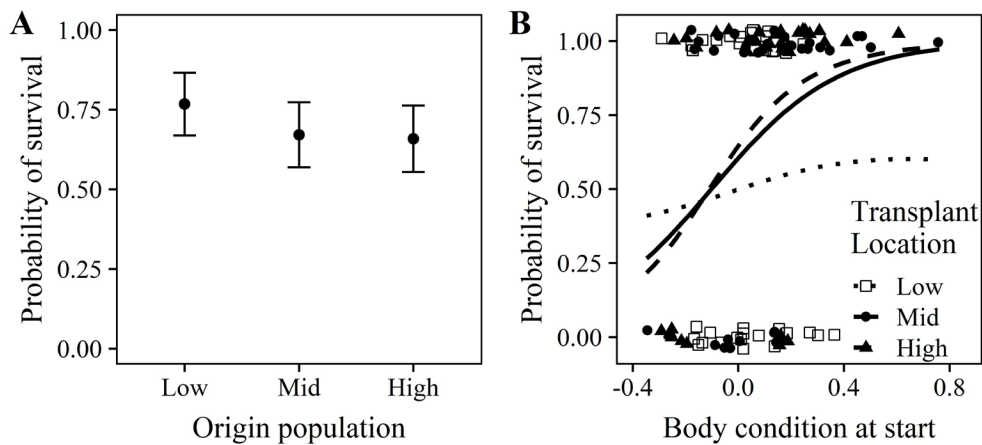 A
Probability of survival
1.00
0.75
0.50
0.25
0.00
Low Mid High
Origin population
B
Probability of survival
1.00
0.75
0.50
0.25
0.00
Transplant
Location
Low
Mid
High
-0.4 0.0 0.4 0.8
Body condition at start